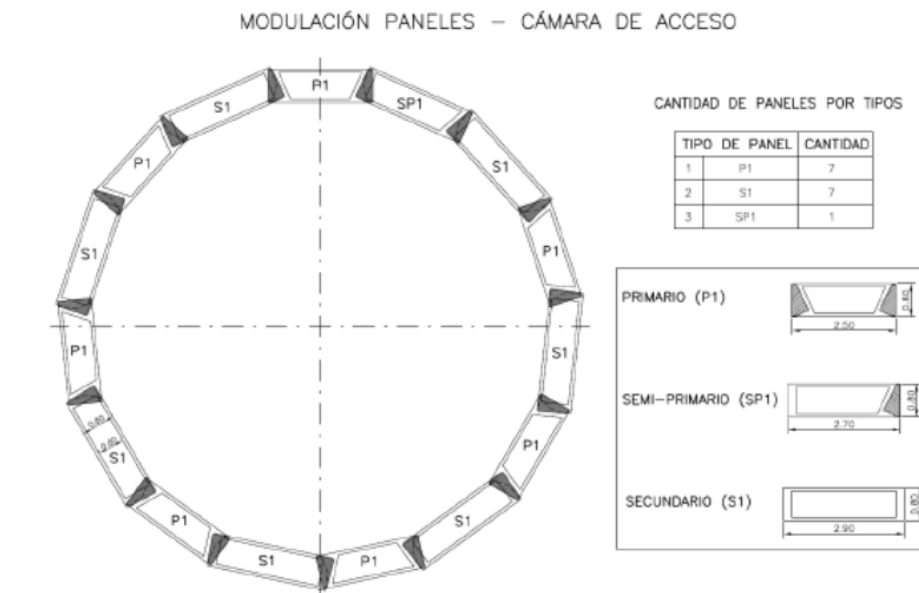 MODULACIÓN PANELES – CÁMARA DE ACCESO
CANTIDAD DE PANELES POR TIPOS
TIPO DE PANEL CANTIDAD
1 P1 7
2 S1 7
3 SP1 1
PRIMARIO (P1)
0.80
2.50
SEMI-PRIMARIO (SP1)
0.80
2.70
SECUNDARIO (S1)
0.80
2.90
P1
SP1
S1
P1
S1
P1
S1
P1
S1
P1
S1
0.60
0.80
P1
S1
P1
S1